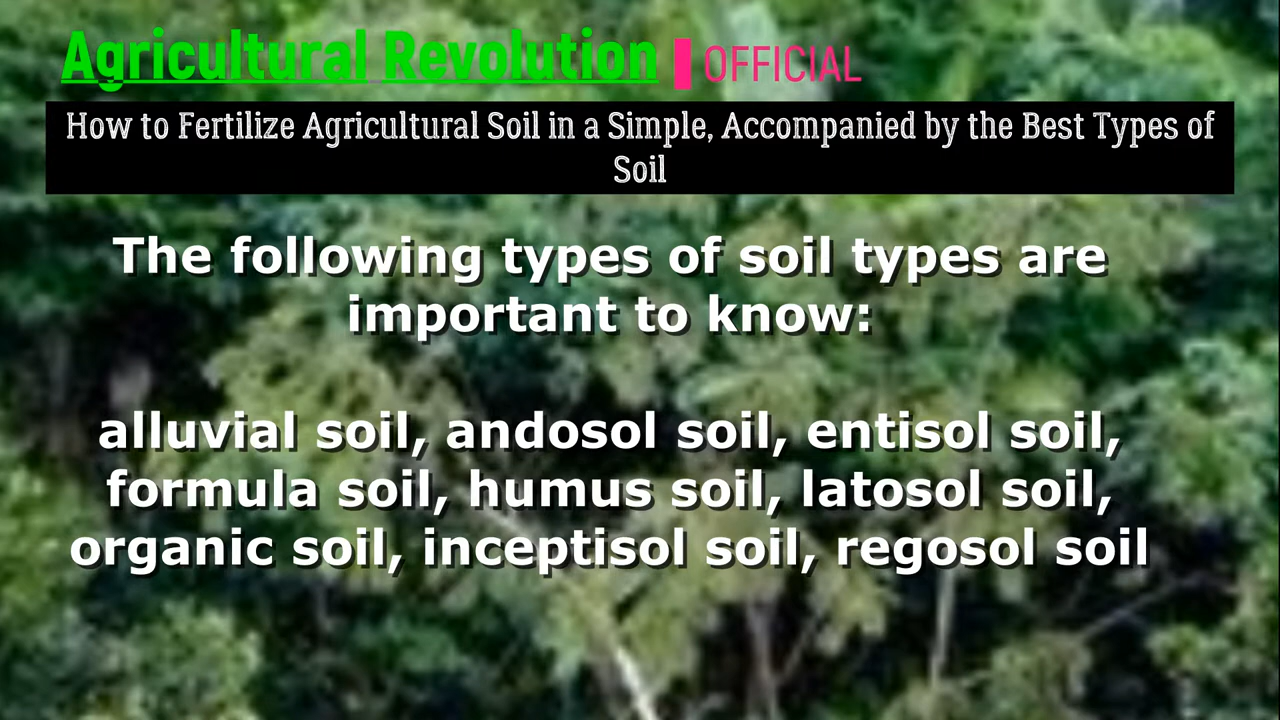 Agricultural Revolution OFFICIAL
How to Fertilize Agricultural Soil in a Simple, Accompanied by the Best Types of
Soil
The following types of soil types are
important to know:
alluvial soil, andosol soil, entisol soil,
formula soil, humus soil, latosol soil,
organic soil, inceptisol soil, regosol soil